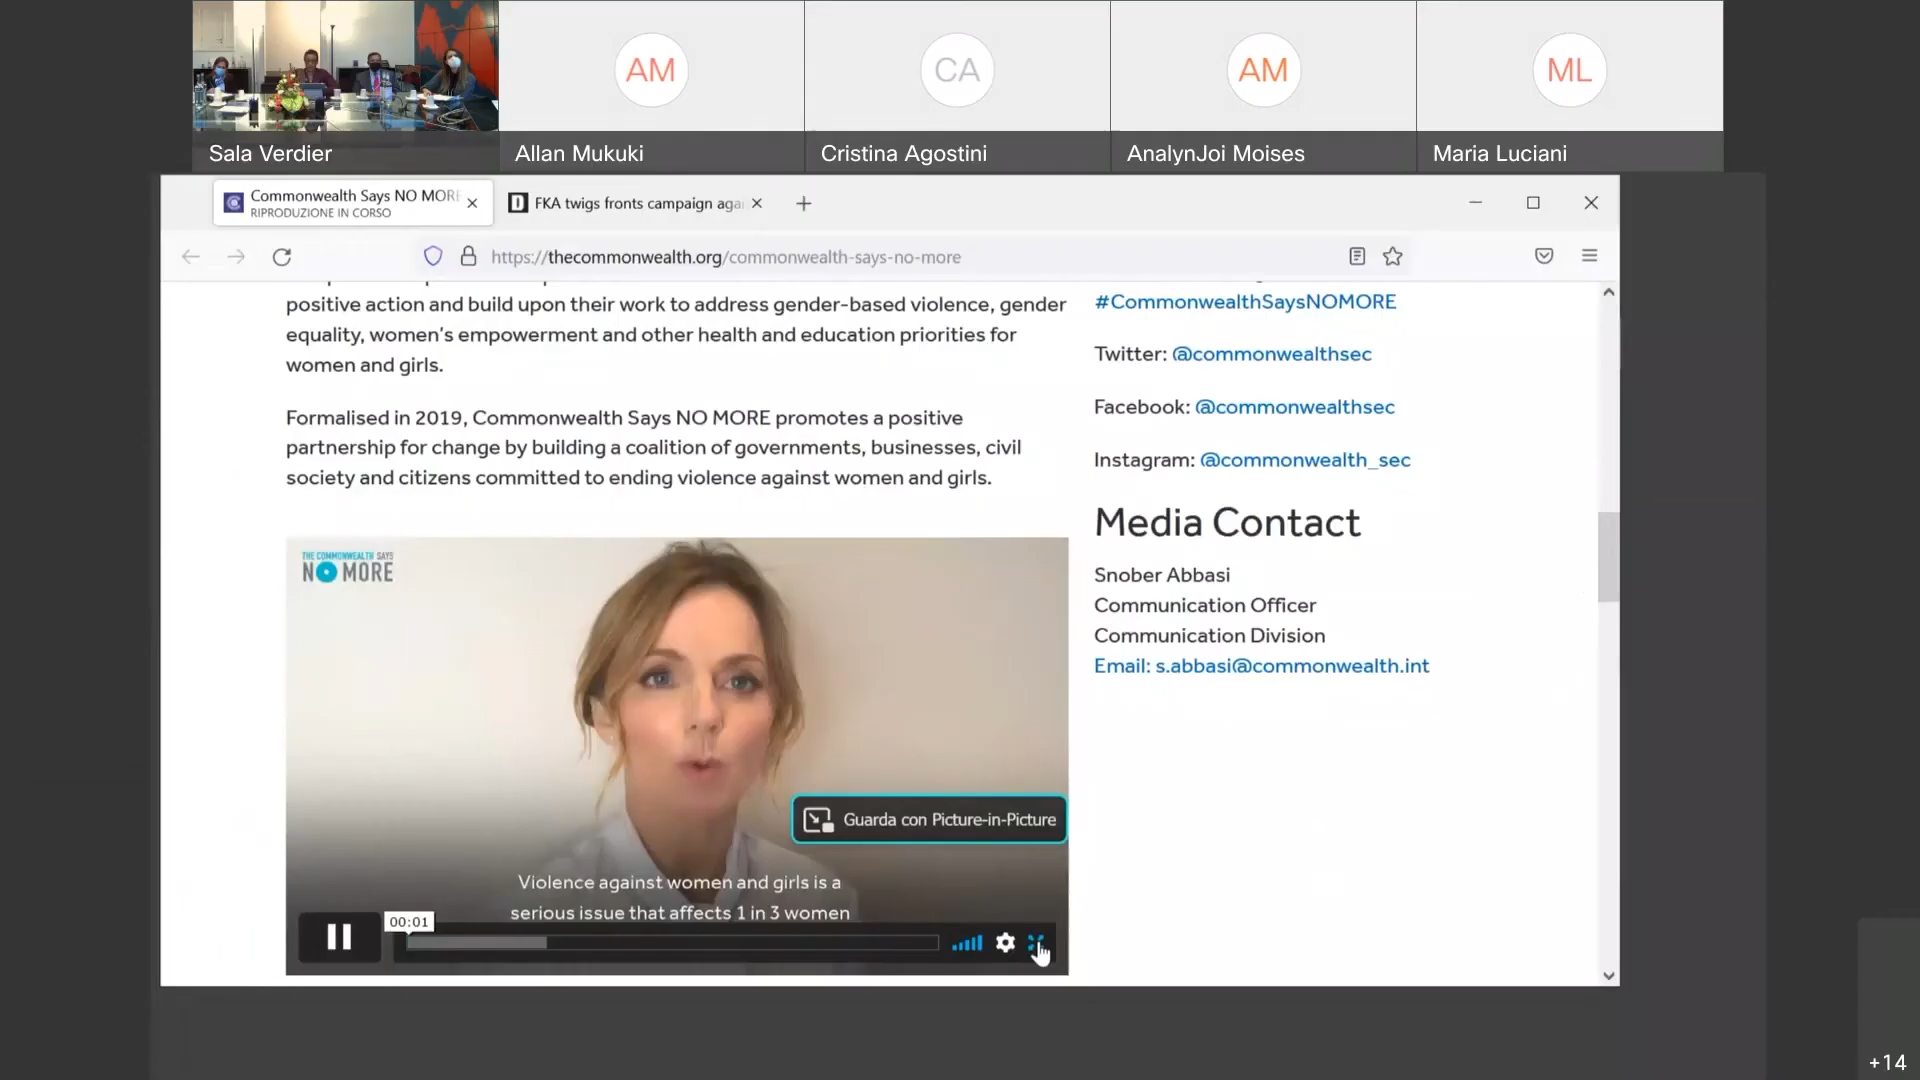 AM
CA
AM
ML
Sala Verdier
Allan Mukuki
Cristina Agostini
AnalynJoi Moises
Maria Luciani
Commonwealth Says NO MORE
RIPRODUZIONE IN CORSO
FKA twigs fronts campaign aga
https://thecommonwealth.org/commonwealth-says-no-more
positive action and build upon their work to address gender-based violence, gender
equality, women's empowerment and other health and education priorities for
women and girls.
Formalised in 2019, Commonwealth Says NO MORE promotes a positive
partnership for change by building a coalition of governments, businesses, civil
society and citizens committed to ending violence against women and girls.
THE COMMONWEALTH SAYS
NO MORE
Guarda con Picture-in-Picture
Violence against women and girls is a
serious issue that affects 1 in 3 women
00:01
#CommonwealthSaysNOMORE
Twitter: @commonwealthsec
Facebook: @commonwealthsec
Instagram: @commonwealth_sec
Media Contact
Snober Abbasi
Communication Officer
Communication Division
Email: s.abbasi@commonwealth.int
+14